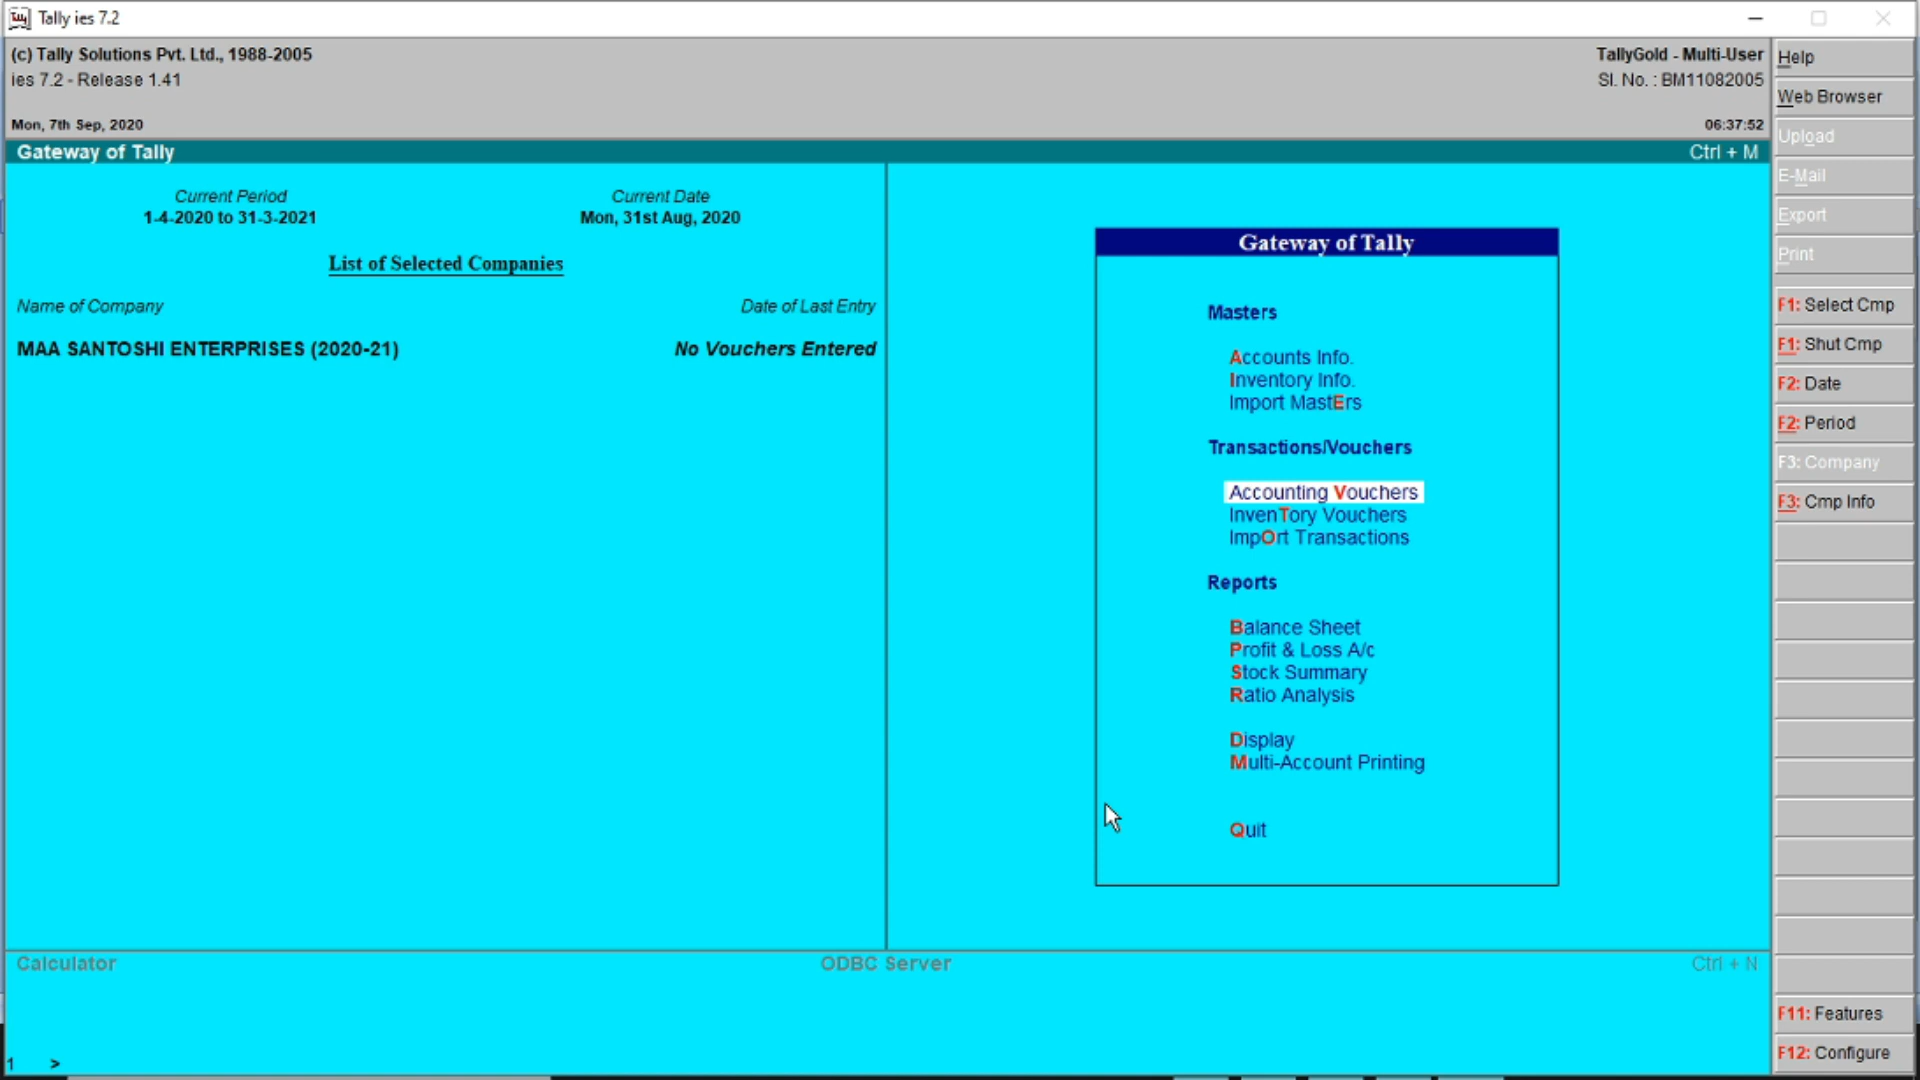 Tally ies 7.2
(c) Tally Solutions Pvt. Ltd., 1988-2005
TallyGold - Multi-User
ies 7.2 - Release 1.41
Sl. No. : BM11082005
Mon, 7th Sep, 2020
06:37:52
Gateway of Tally
Ctrl + M
Current Period
Current Date
1-4-2020 to 31-3-2021
Mon, 31st Aug, 2020
List of Selected Companies
Name of Company
Date of Last Entry
MAA SANTOSHI ENTERPRISES (2020-21)
No Vouchers Entered
Gateway of Tally
Masters
Accounts Info.
Inventory Info.
Import MastErs
Transactions/Vouchers
Accounting Vouchers
InvenTory Vouchers
ImpOrt Transactions
Reports
Balance Sheet
Profit & Loss A/c
Stock Summary
Ratio Analysis
Display
Multi-Account Printing
Quit
Help
Web Browser
Upload
E-Mail
Export
Print
F1: Select Cmp
F1: Shut Cmp
F2: Date
F2: Period
F3: Company
F3: Cmp Info
F11: Features
F12: Configure
Calculator
ODBC Server
Ctrl + N
1 >